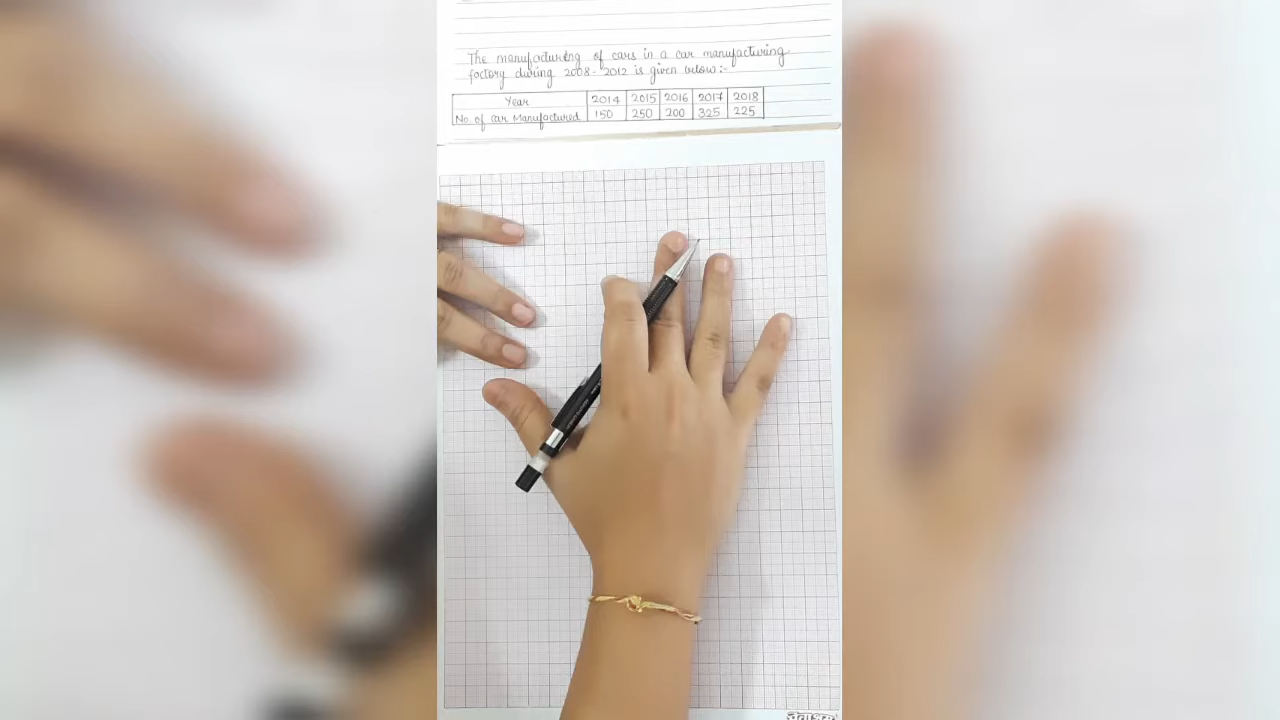 The manufacturing of cars in a car manufacturing
factory during 2008-2012 is given below:-
Year 2014 2015 2016 2017 2018
No. of car Manufactured 150 250 200 325 225